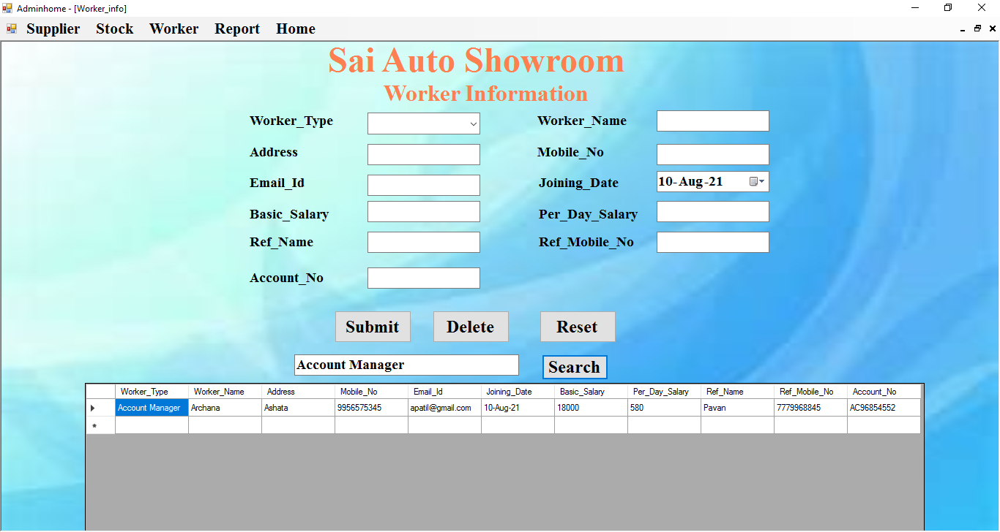 Adminhome - [Worker_info]
Supplier Stock Worker Report Home
Sai Auto Showroom
Worker Information
Worker_Type Worker_Name
Address Mobile_No
Email_Id Joining_Date 10-Aug-21
Basic_Salary Per_Day_Salary
Ref_Name Ref_Mobile_No
Account_No
Submit Delete Reset
Account Manager Search
Worker_Type Worker_Name Address Mobile_No Email_Id Joining_Date Basic_Salary Per_Day_Salary Ref_Name Ref_Mobile_No Account_No
Account Manager Archana Ashata 9956575345 apatil@gmail.com 10-Aug-21 18000 580 Pavan 7779968845 AC96854552